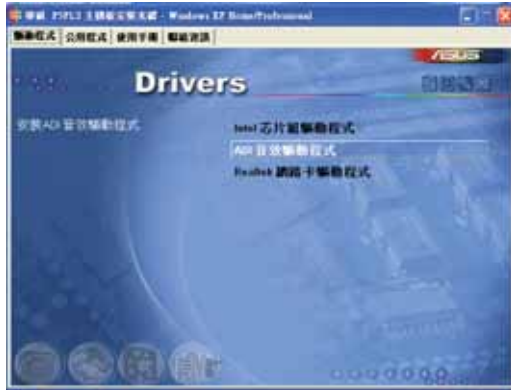 華碩 P5PL2 主機板安裝系統 - Windows XP Home/Professional
驅動程式 公用程式 使用手冊 聯絡資訊
ASUS
Drivers
安裝ADI 音效驅動程式
Intel 芯片組驅動程式
ADI 音效驅動程式
Realtek 網路卡驅動程式